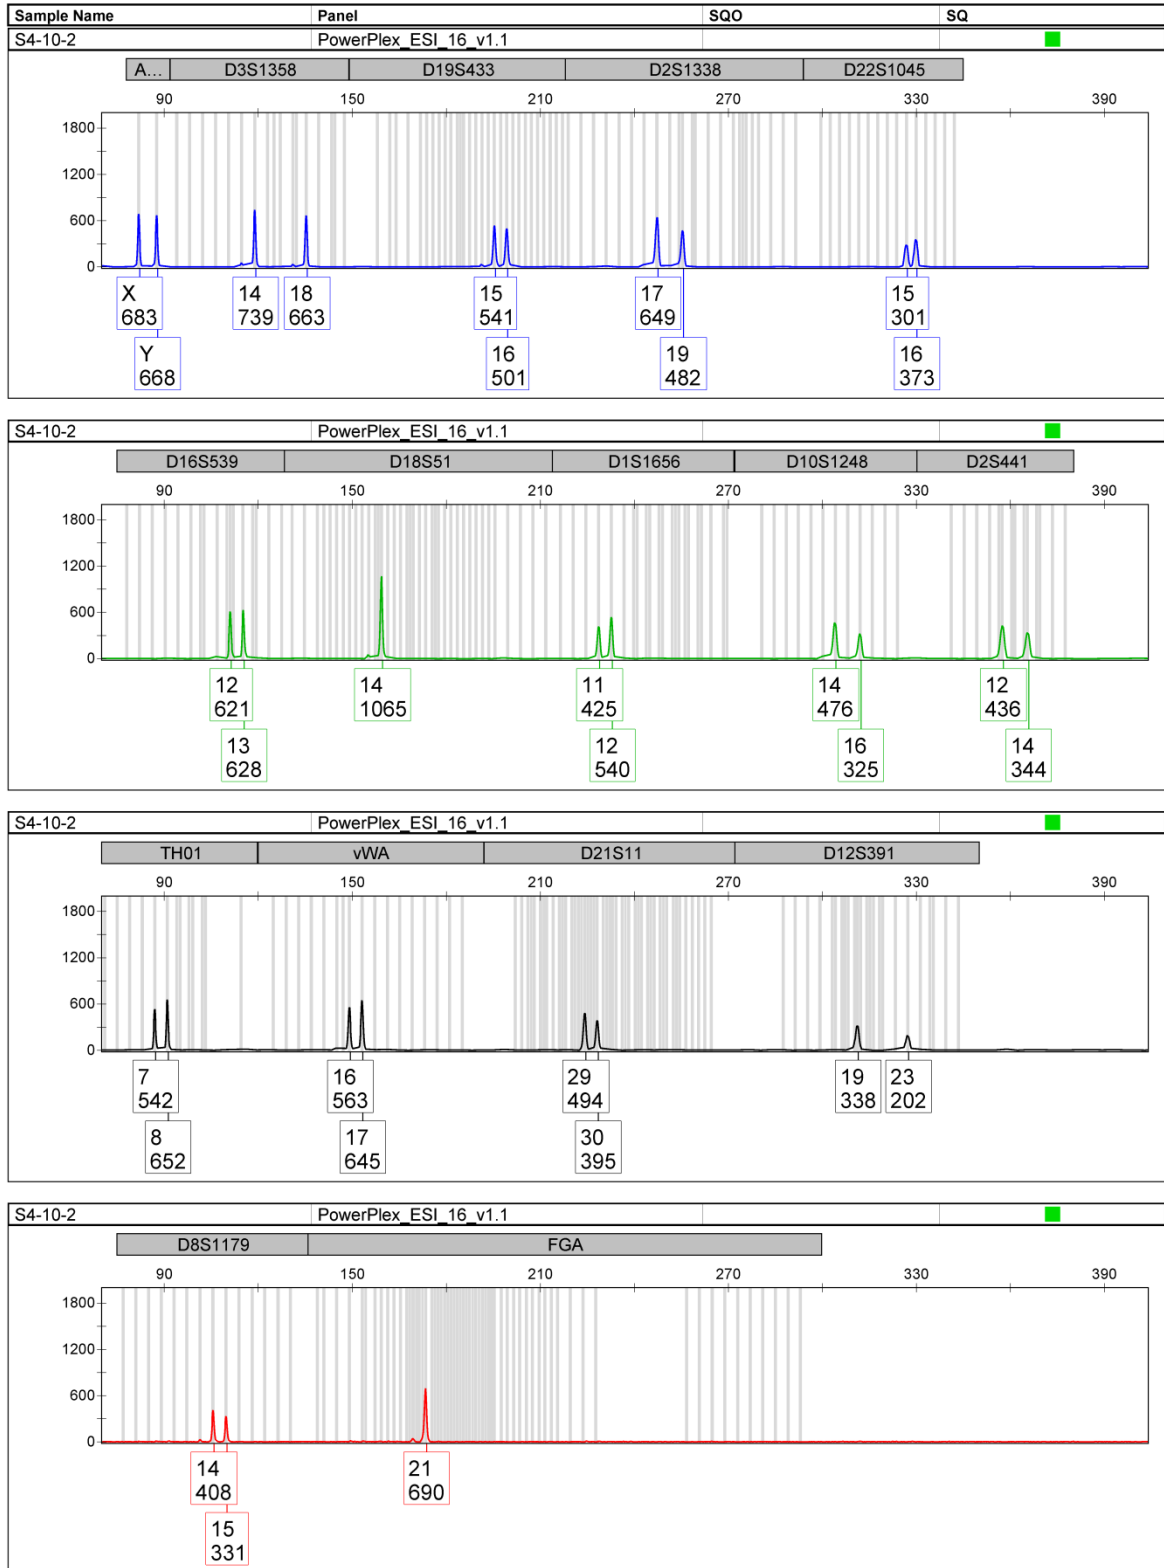 Sample Name Panel SQO SQ
S4-10-2 PowerPlex_ESI_16_v1.1
A... D3S1358 D19S433 D2S1338 D22S1045
90 150 210 270 330 390
1800
1200
600
0
X 14 18 15 17 15
683 739 663 541 649 301
Y 16 19 16
668 501 482 373
S4-10-2 PowerPlex_ESI_16_v1.1
D16S539 D18S51 D1S1656 D10S1248 D2S441
90 150 210 270 330 390
1800
1200
600
0
12 14 11 14 12
621 1065 425 476 436
13 12 16 14
628 540 325 344
S4-10-2 PowerPlex_ESI_16_v1.1
TH01 vWA D21S11 D12S391
90 150 210 270 330 390
1800
1200
600
0
7 16 29 19 23
542 563 494 338 202
8 17 30
652 645 395
S4-10-2 PowerPlex_ESI_16_v1.1
D8S1179 FGA
90 150 210 270 330 390
1800
1200
600
0
14 21
408 690
15
331